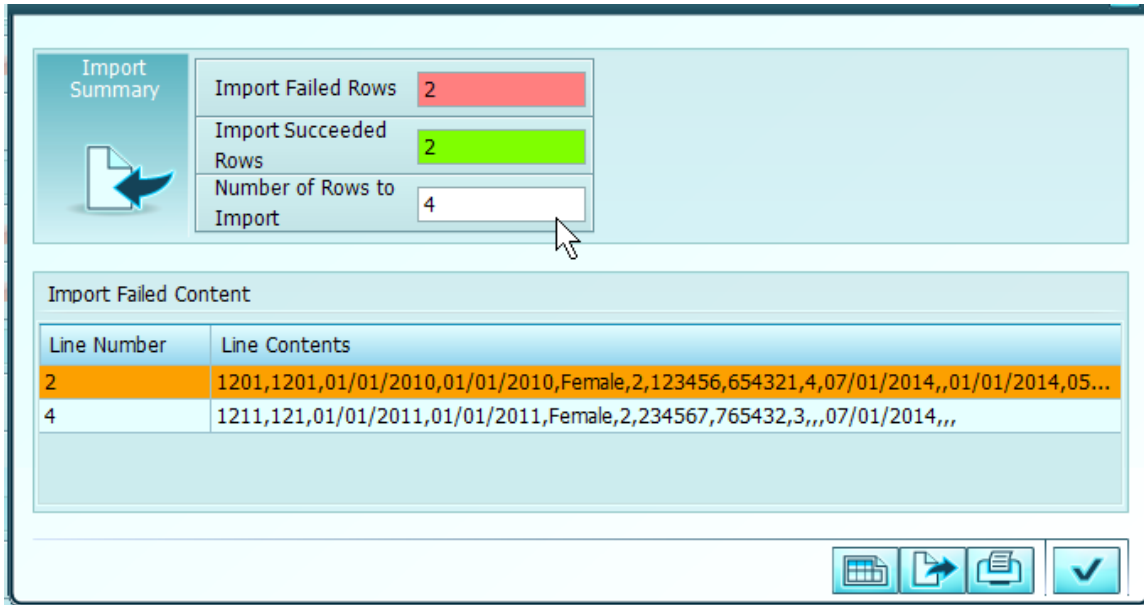 Import
Summary
Import Failed Rows 2
Import Succeeded
Rows
2
Number of Rows to
Import
4
Import Failed Content
Line Number Line Contents
2 1201,1201,01/01/2010,01/01/2010,Female,2,123456,654321,4,07/01/2014,,01/01/2014,05...
4 1211,121,01/01/2011,01/01/2011,Female,2,234567,765432,3,,,07/01/2014,,,